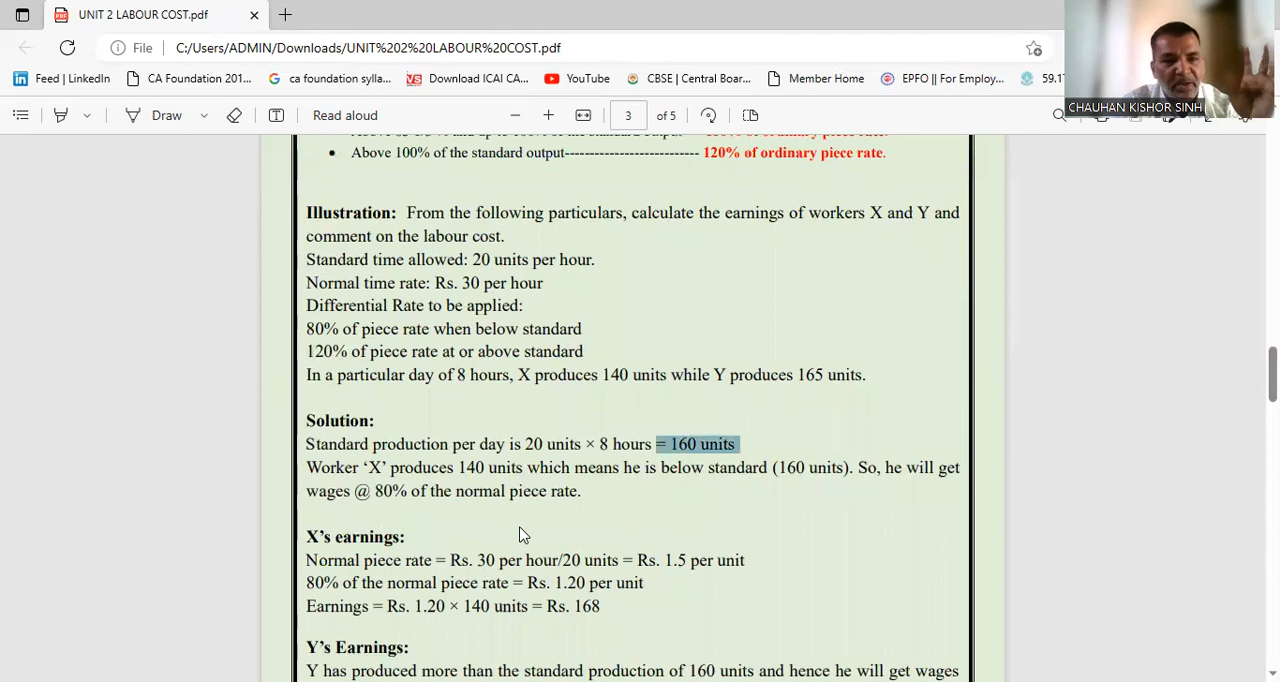 UNIT 2 LABOUR COST.pdf
File
C:/Users/ADMIN/Downloads/UNIT%202%20LABOUR%20COST.pdf
Feed | LinkedIn
CA Foundation 201...
ca foundation sylla...
Download ICAI CA...
YouTube
CBSE | Central Boar...
Member Home
EPFO || For Employ...
59.1
CHAUHAN KISHOR SINH
Draw
Read aloud
3
of 5
• Above 100% of the standard output--------------------------- 120% of ordinary piece rate.
Illustration: From the following particulars, calculate the earnings of workers X and Y and
comment on the labour cost.
Standard time allowed: 20 units per hour.
Normal time rate: Rs. 30 per hour
Differential Rate to be applied:
80% of piece rate when below standard
120% of piece rate at or above standard
In a particular day of 8 hours, X produces 140 units while Y produces 165 units.
Solution:
Standard production per day is 20 units × 8 hours = 160 units
Worker ‘X’ produces 140 units which means he is below standard (160 units). So, he will get
wages @ 80% of the normal piece rate.
X’s earnings:
Normal piece rate = Rs. 30 per hour/20 units = Rs. 1.5 per unit
80% of the normal piece rate = Rs. 1.20 per unit
Earnings = Rs. 1.20 × 140 units = Rs. 168
Y’s Earnings:
Y has produced more than the standard production of 160 units and hence he will get wages